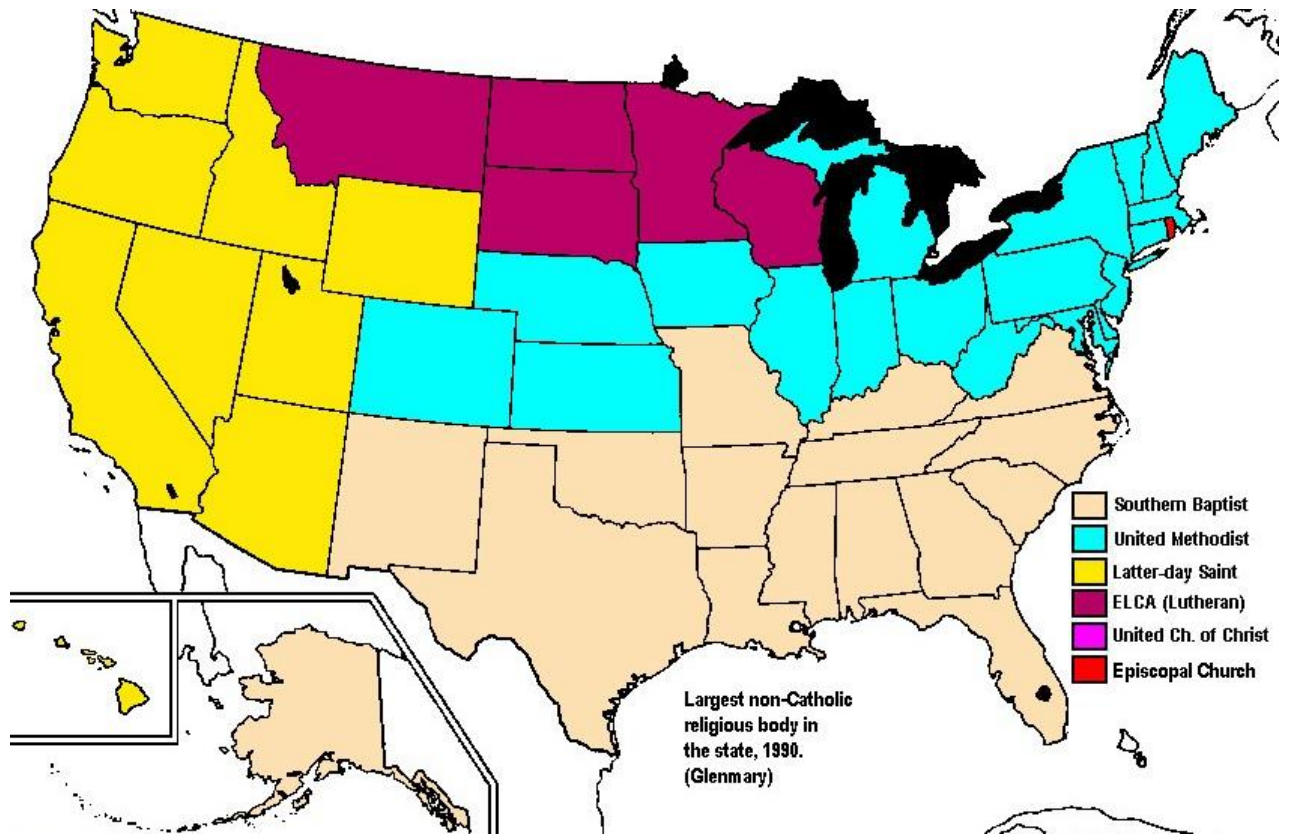 Southern Baptist
United Methodist
Latter-day Saint
ELCA (Lutheran)
United Ch. of Christ
Episcopal Church
Largest non-Catholic
religious body in
the state, 1990.
(Glenmary)